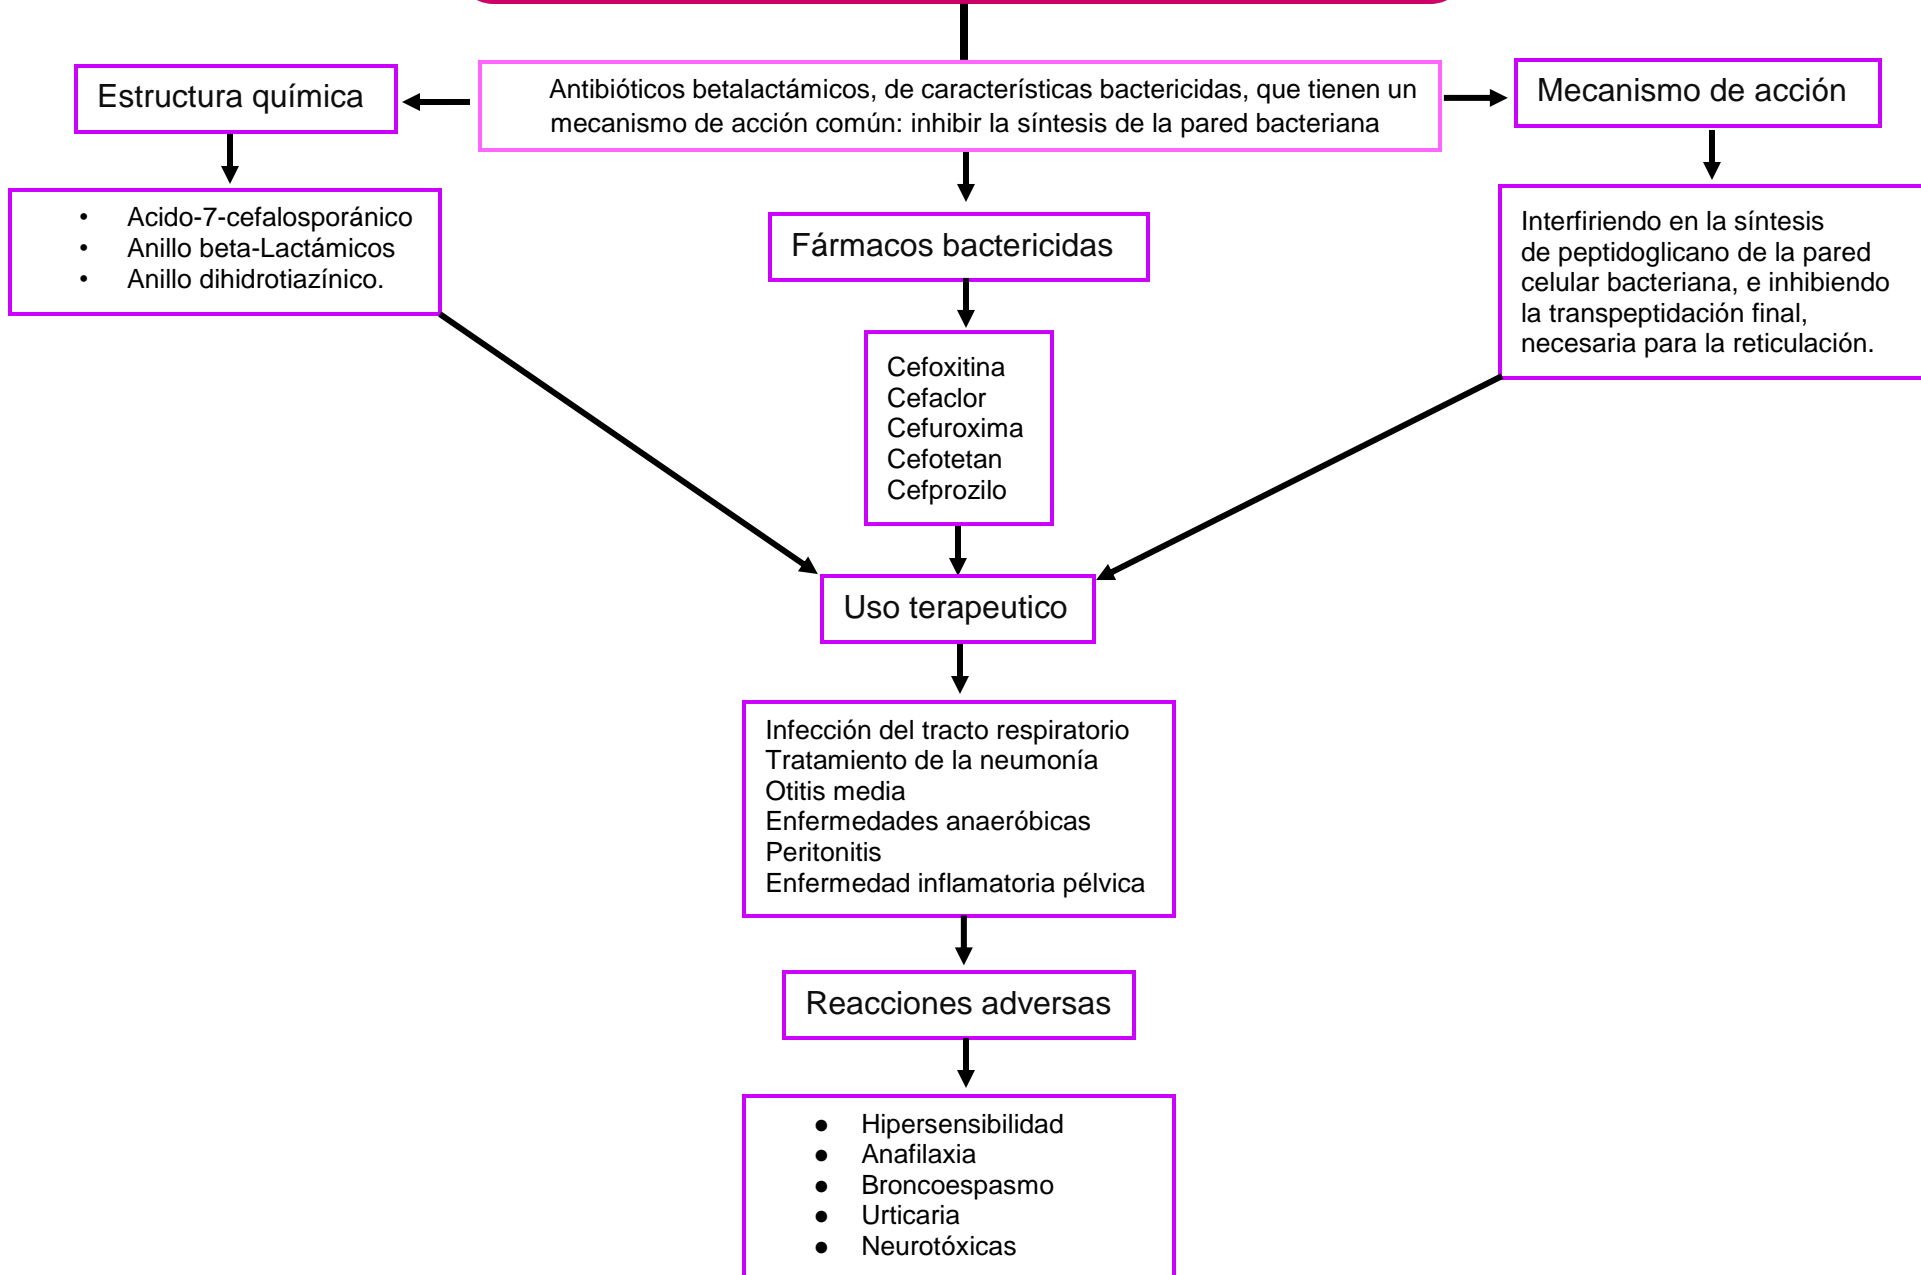 Estructura química
Antibióticos betalactámicos, de características bactericidas, que tienen un
mecanismo de acción común: inhibir la síntesis de la pared bacteriana
Mecanismo de acción
• Acido-7-cefalosporánico
• Anillo beta-Lactámicos
• Anillo dihidrotiazínico.
Fármacos bactericidas
Interfiriendo en la síntesis
de peptidoglicano de la pared
celular bacteriana, e inhibiendo
la transpeptidación final,
necesaria para la reticulación.
Cefoxitina
Cefaclor
Cefuroxima
Cefotetan
Cefprozilo
Uso terapeutico
Infección del tracto respiratorio
Tratamiento de la neumonía
Otitis media
Enfermedades anaeróbicas
Peritonitis
Enfermedad inflamatoria pélvica
Reacciones adversas
● Hipersensibilidad
● Anafilaxia
● Broncoespasmo
● Urticaria
● Neurotóxicas